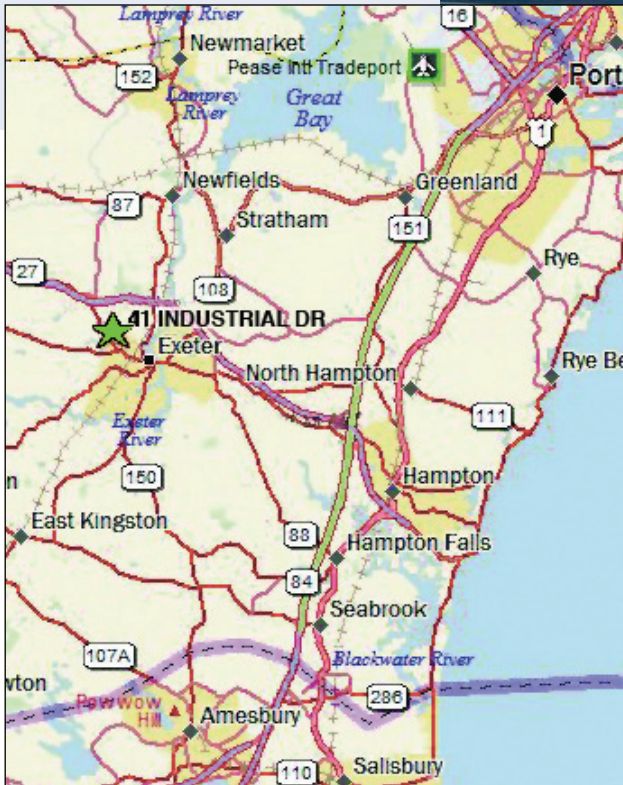 Lamprey River
16
Newmarket
Pease Intl Tradeport
152
Lamprey
River
Great
Bay
Port
1
Newfields
Greenland
87
Stratham
151
Rye
27
108
41 INDUSTRIAL DR
Exeter
North Hampton
Rye Be
Exeter
River
111
n
150
Hampton
East Kingston
88
Hampton Falls
84
Seabrook
107A
Blackwater River
wton
286
Powwow
Hill
Amesbury
110
Salisbury